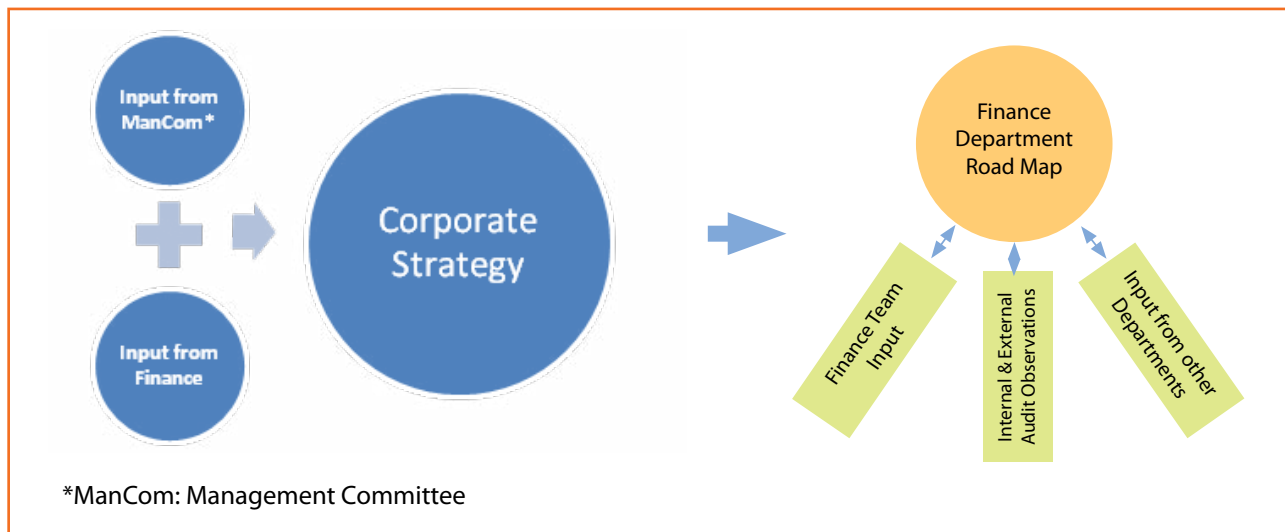 Input from
ManCom*
Input from
Finance
Corporate
Strategy
Finance
Department
Road Map
Finance Team
Input
Internal & External
Audit Observations
Input from other
Departments
*ManCom: Management Committee